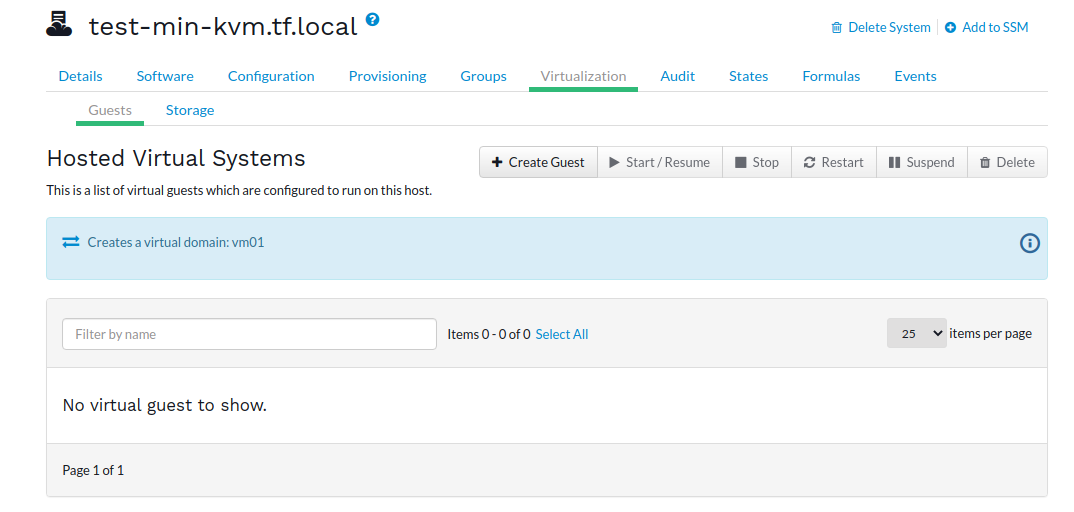 test-min-kvm.tf.local ?
Delete System Add to SSM
Details Software Configuration Provisioning Groups Virtualization Audit States Formulas Events
Guests Storage
Hosted Virtual Systems
Create Guest Start / Resume Stop Restart Suspend Delete
This is a list of virtual guests which are configured to run on this host.
Creates a virtual domain: vm01
Filter by name Items 0 - 0 of 0 Select All 25 items per page
No virtual guest to show.
Page 1 of 1